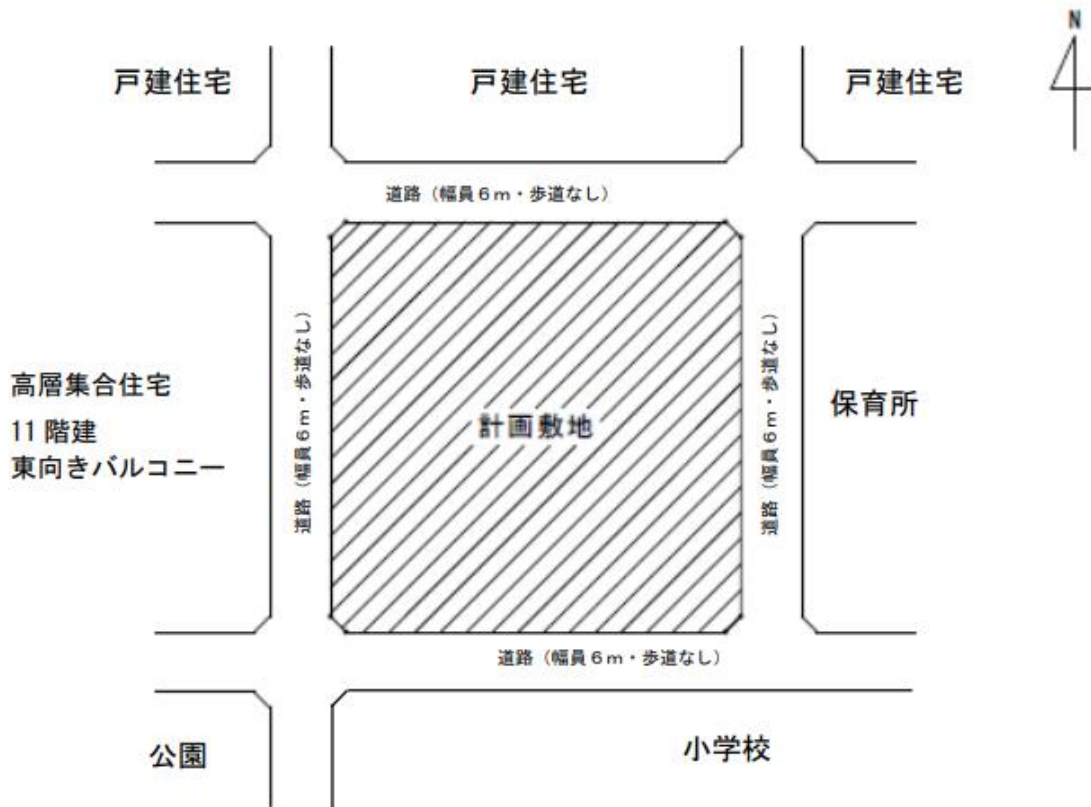 N
戸建住宅
戸建住宅
戸建住宅
道路（幅員６ｍ・歩道なし）
高層集合住宅
11 階建
東向きバルコニー
道路（幅員６ｍ・歩道なし）
計画敷地
道路（幅員６ｍ・歩道なし）
保育所
道路（幅員６ｍ・歩道なし）
公園
小学校